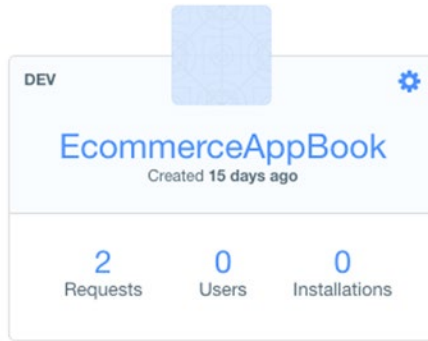 DEV
EcommerceAppBook
Created 15 days ago
2 0 0
Requests Users Installations